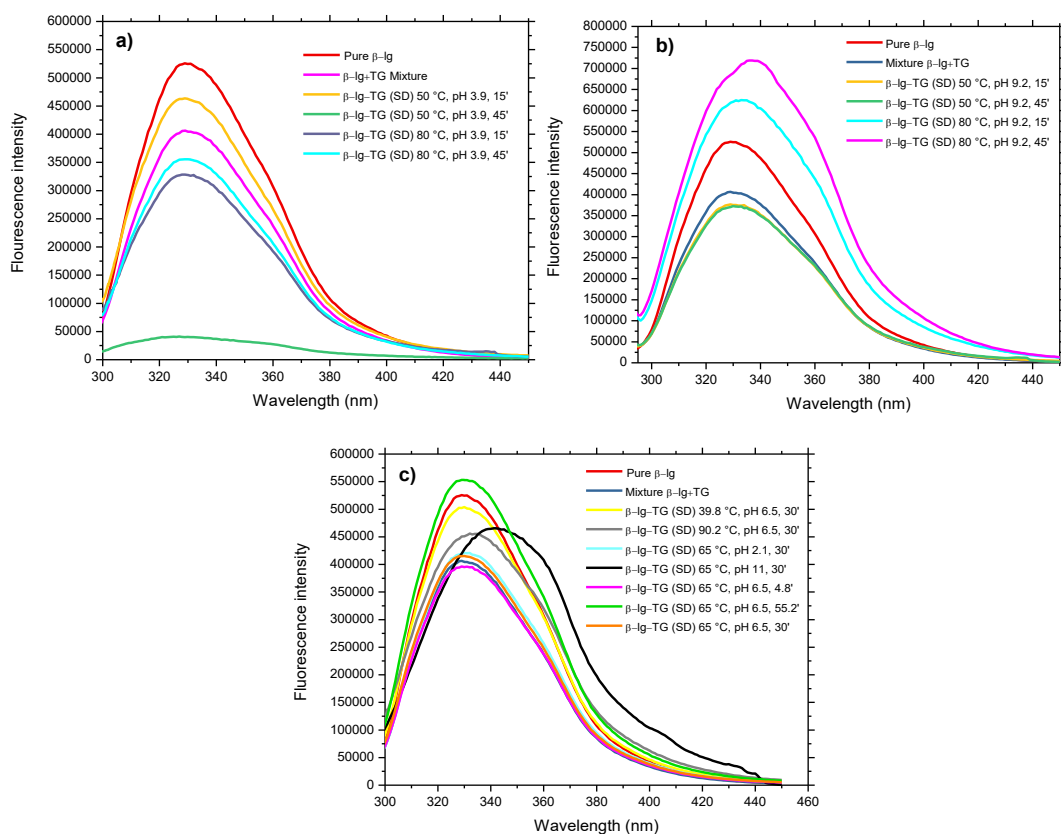 a)
Flourescence intensity
600000
550000
500000
450000
400000
350000
300000
250000
200000
150000
100000
50000
0
Pure β–lg
β–lg+TG Mixture
β–lg–TG (SD) 50 °C, pH 3.9, 15'
β–lg–TG (SD) 50 °C, pH 3.9, 45'
β–lg–TG (SD) 80 °C, pH 3.9, 15'
β–lg–TG (SD) 80 °C, pH 3.9, 45'
300 320 340 360 380 400 420 440
Wavelength (nm)
b)
Flourescence intensity
800000
750000
700000
650000
600000
550000
500000
450000
400000
350000
300000
250000
200000
150000
100000
50000
0
Pure β–lg
Mixture β–lg+TG
β–lg–TG (SD) 50 °C, pH 9.2, 15'
β–lg–TG (SD) 50 °C, pH 9.2, 45'
β–lg–TG (SD) 80 °C, pH 9.2, 15'
β–lg–TG (SD) 80 °C, pH 9.2, 45'
300 320 340 360 380 400 420 440
Wavelength (nm)
c)
Fluorescence intensity
600000
550000
500000
450000
400000
350000
300000
250000
200000
150000
100000
50000
0
Pure β–lg
Mixture β–lg+TG
β–lg–TG (SD) 39.8 °C, pH 6.5, 30'
β–lg–TG (SD) 90.2 °C, pH 6.5, 30'
β–lg–TG (SD) 65 °C, pH 2.1, 30'
β–lg–TG (SD) 65 °C, pH 11, 30'
β–lg–TG (SD) 65 °C, pH 6.5, 4.8'
β–lg–TG (SD) 65 °C, pH 6.5, 55.2'
β–lg–TG (SD) 65 °C, pH 6.5, 30'
300 320 340 360 380 400 420 440 460
Wavelength (nm)